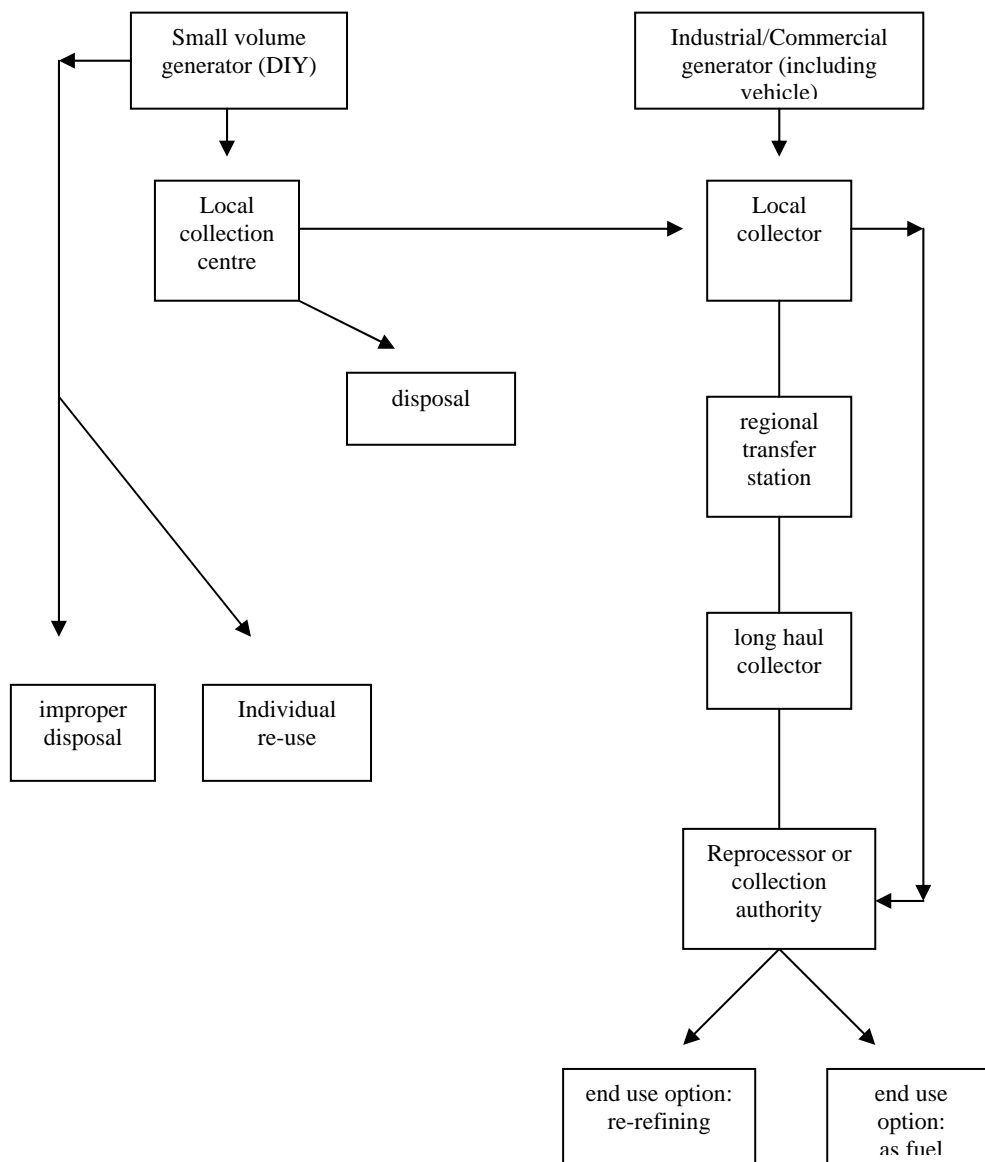 Small volume
generator (DIY)
Industrial/Commercial
generator (including
vehicle)
Local
collection
centre
Local
collector
disposal
regional
transfer
station
long haul
collector
improper
disposal
Individual
re-use
Reprocessor or
collection
authority
end use option:
re-refining
end use
option:
as fuel